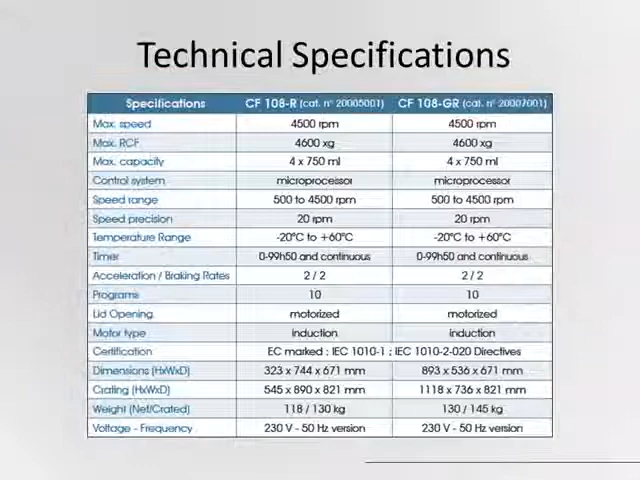 Technical Specifications
Specifications CF 108-R (cat. n° 20005001) CF 108-GR (cat. n° 20007001)
Max. speed 4500 rpm 4500 rpm
Max. RCF 4600 xg 4600 xg
Max. capacity 4 x 750 ml 4 x 750 ml
Control system microprocessor microprocessor
Speed range 500 to 4500 rpm 500 to 4500 rpm
Speed precision 20 rpm 20 rpm
Temperature Range -20°C to +60°C -20°C to +60°C
Timer 0-99h50 and continuous 0-99h50 and continuous
Acceleration / Braking Rates 2 / 2 2 / 2
Programs 10 10
Lid Opening motorized motorized
Motor type induction induction
Certification EC marked ; IEC 1010-1 ; IEC 1010-2-020 Directives
Dimensions (HxWxD) 323 x 744 x 671 mm 893 x 536 x 671 mm
Crating (HxWxD) 545 x 890 x 821 mm 1118 x 736 x 821 mm
Weight (Net/Crated) 118 / 130 kg 130 / 145 kg
Voltage - Frequency 230 V - 50 Hz version 230 V - 50 Hz version